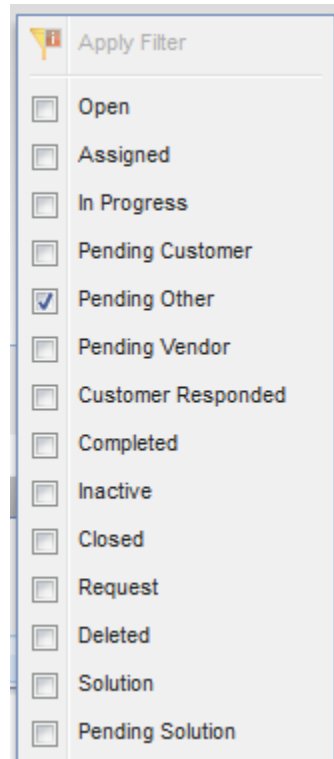 Apply Filter
Open
Assigned
In Progress
Pending Customer
Pending Other
Pending Vendor
Customer Responded
Completed
Inactive
Closed
Request
Deleted
Solution
Pending Solution